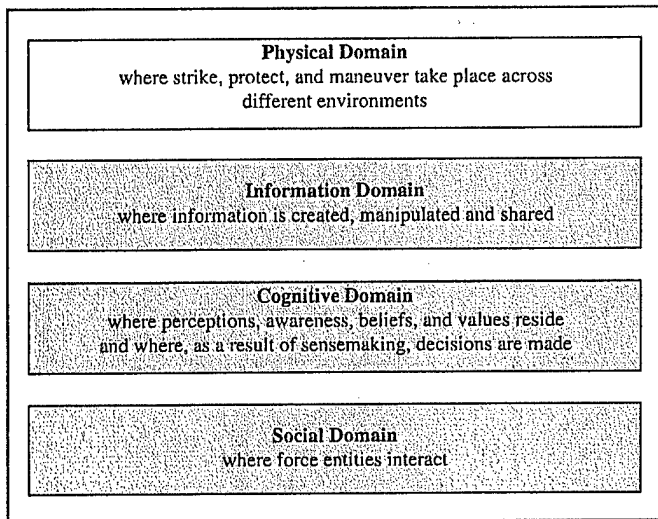 Physical Domain
where strike, protect, and maneuver take place across
different environments
Information Domain
where information is created, manipulated and shared
Cognitive Domain
where perceptions, awareness, beliefs, and values reside
and where, as a result of sensemaking, decisions are made
Social Domain
where force entities interact